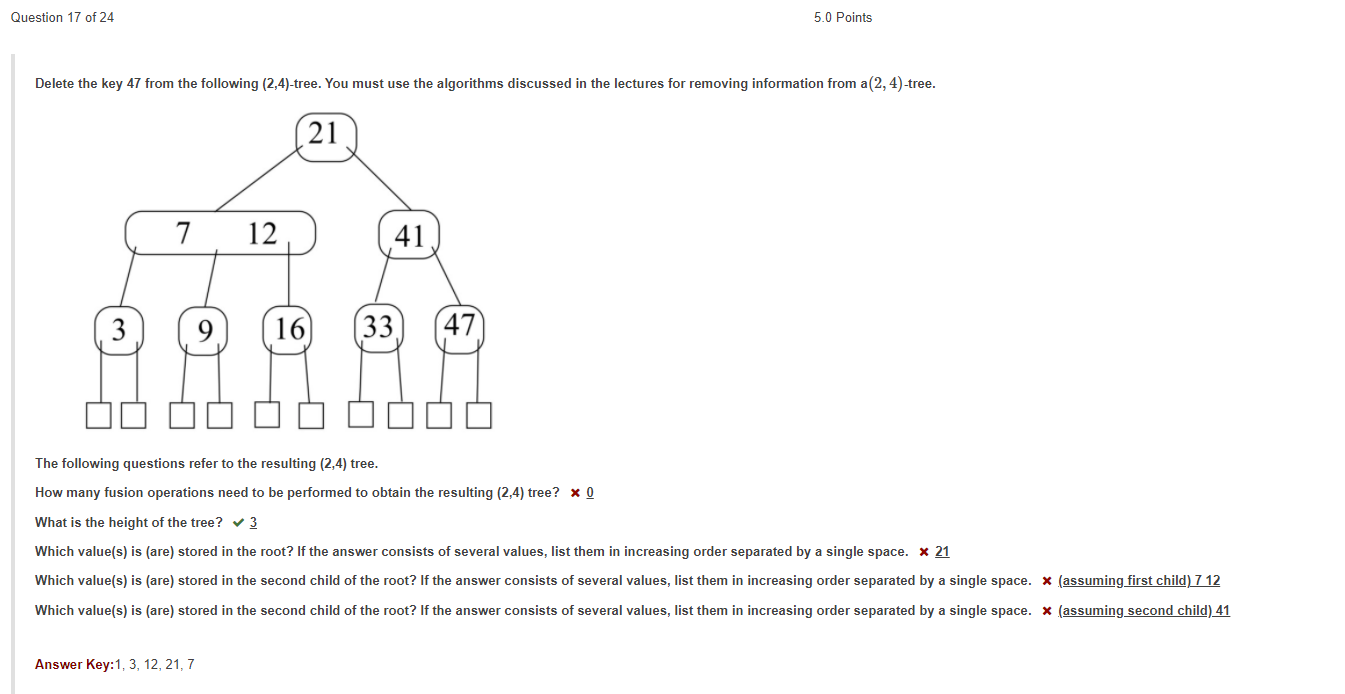 Question 17 of 24 5.0 Points
Delete the key 47 from the following (2,4)-tree. You must use the algorithms discussed in the lectures for removing information from a(2, 4)-tree.
21
7 12 41
3 9 16 33 47
The following questions refer to the resulting (2,4) tree.
How many fusion operations need to be performed to obtain the resulting (2,4) tree? ✖ 0
What is the height of the tree? ✔ 3
Which value(s) is (are) stored in the root? If the answer consists of several values, list them in increasing order separated by a single space. ✖ 21
Which value(s) is (are) stored in the second child of the root? If the answer consists of several values, list them in increasing order separated by a single space. ✖ (assuming first child) 7 12
Which value(s) is (are) stored in the second child of the root? If the answer consists of several values, list them in increasing order separated by a single space. ✖ (assuming second child) 41
Answer Key:1, 3, 12, 21, 7